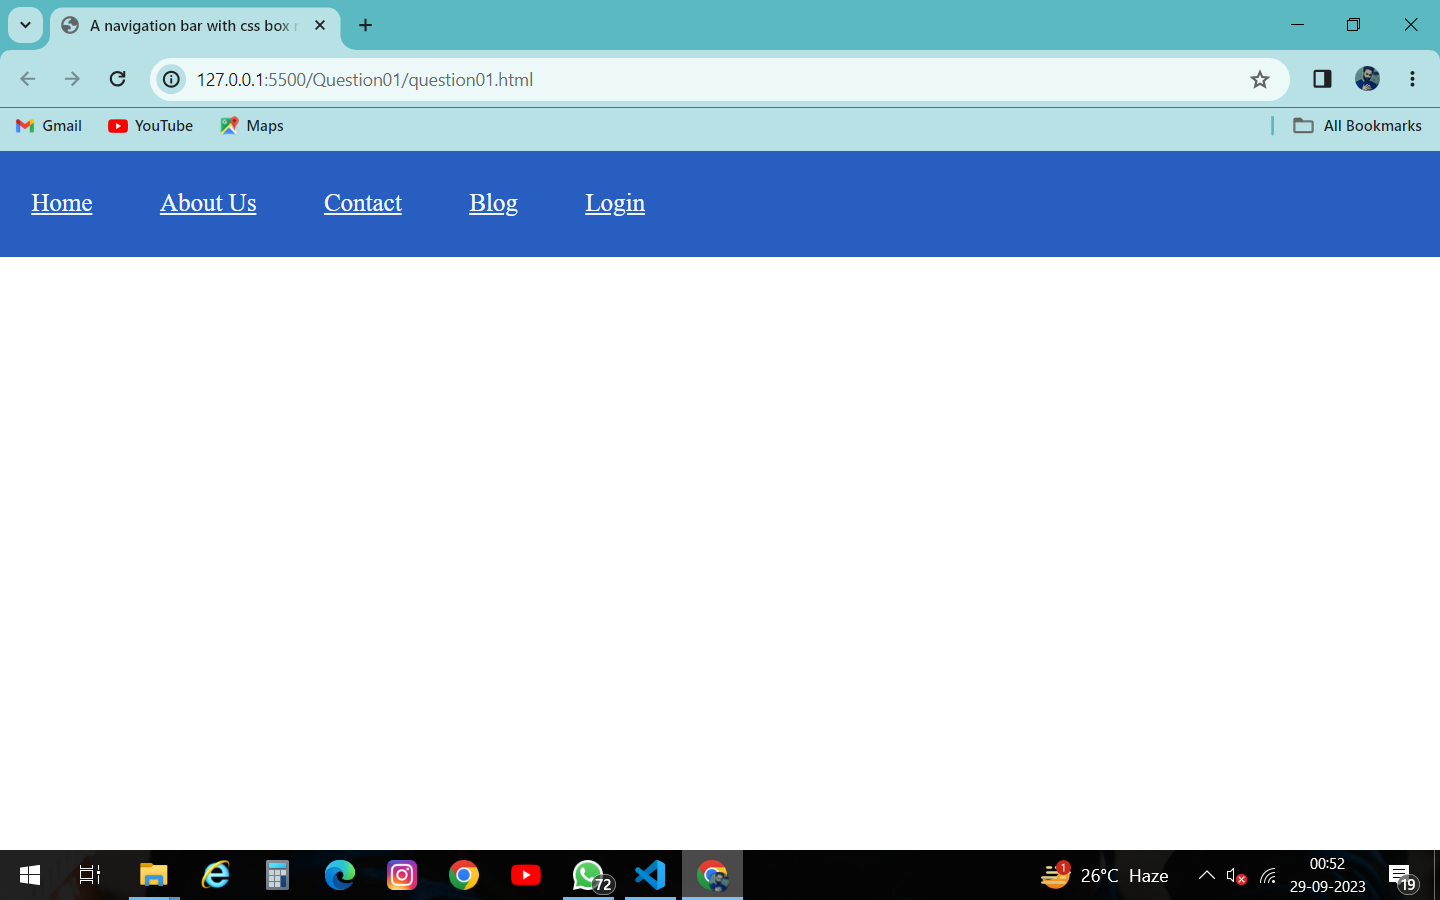 A navigation bar with css box
127.0.0.1:5500/Question01/question01.html
Gmail YouTube Maps All Bookmarks
Home About Us Contact Blog Login
72 1 26°C Haze 00:52
29-09-2023 19